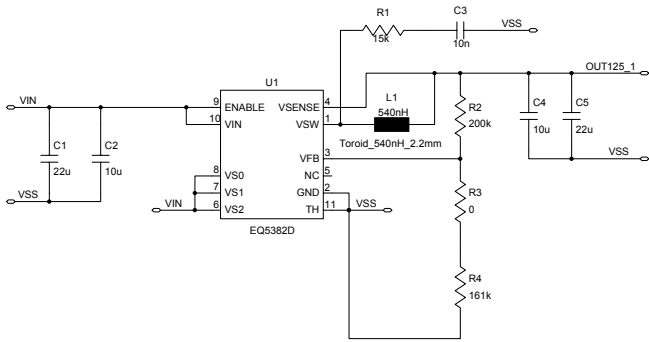 R1
15k
C3
10n
VSS
OUT125_1
U1
VIN
9
ENABLE
VSENSE
4
L1
540nH
R2
200k
C4
10u
C5
22u
10
VIN
VSW
1
Toroid_540nH_2.2mm
C1
22u
C2
10u
VSS
VFB
3
8
VS0
NC
5
7
VS1
GND
2
R3
0
VSS
VIN
6
VS2
TH
11
VSS
EQ5382D
R4
161k